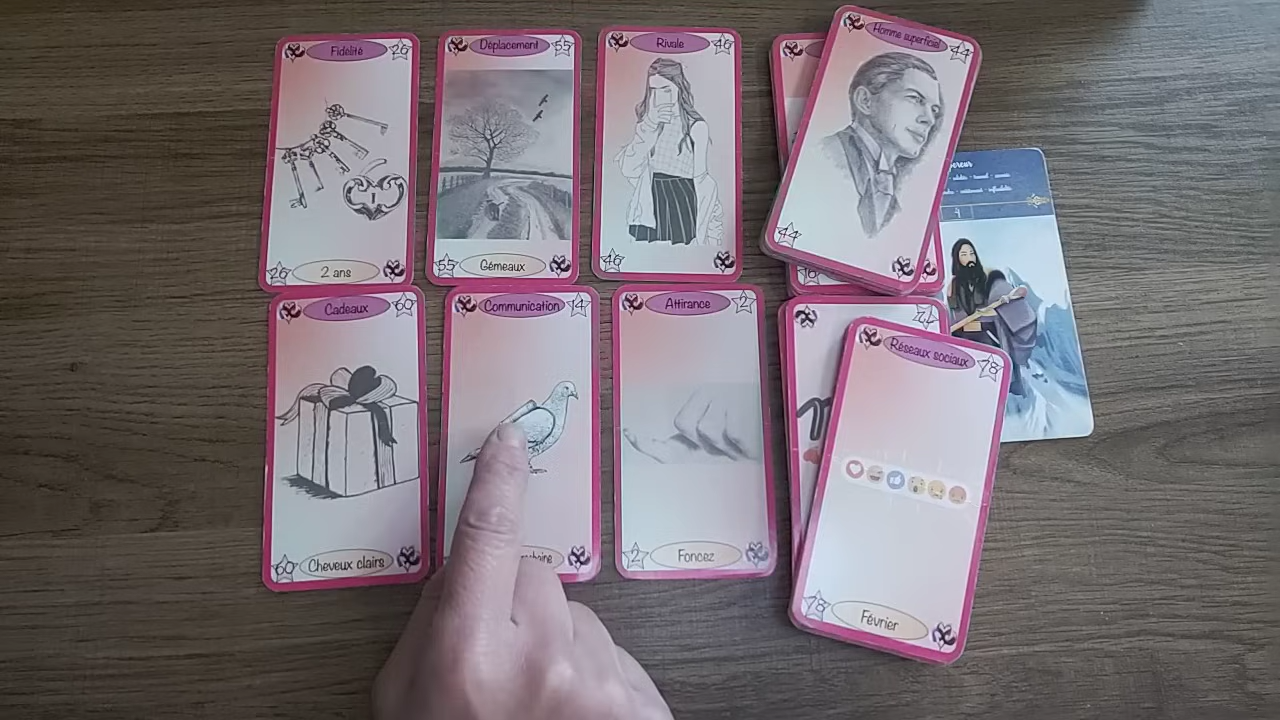 Fidélité 26
26 2 ans
Déplacement 55
55 Gémeaux
Rivale 46
46
Homme superficiel 44
44
Cadeaux 60
60 Cheveux clairs
Communication 14
Attirance 2
2 Foncez
Réseaux sociaux 78
78 Février
4